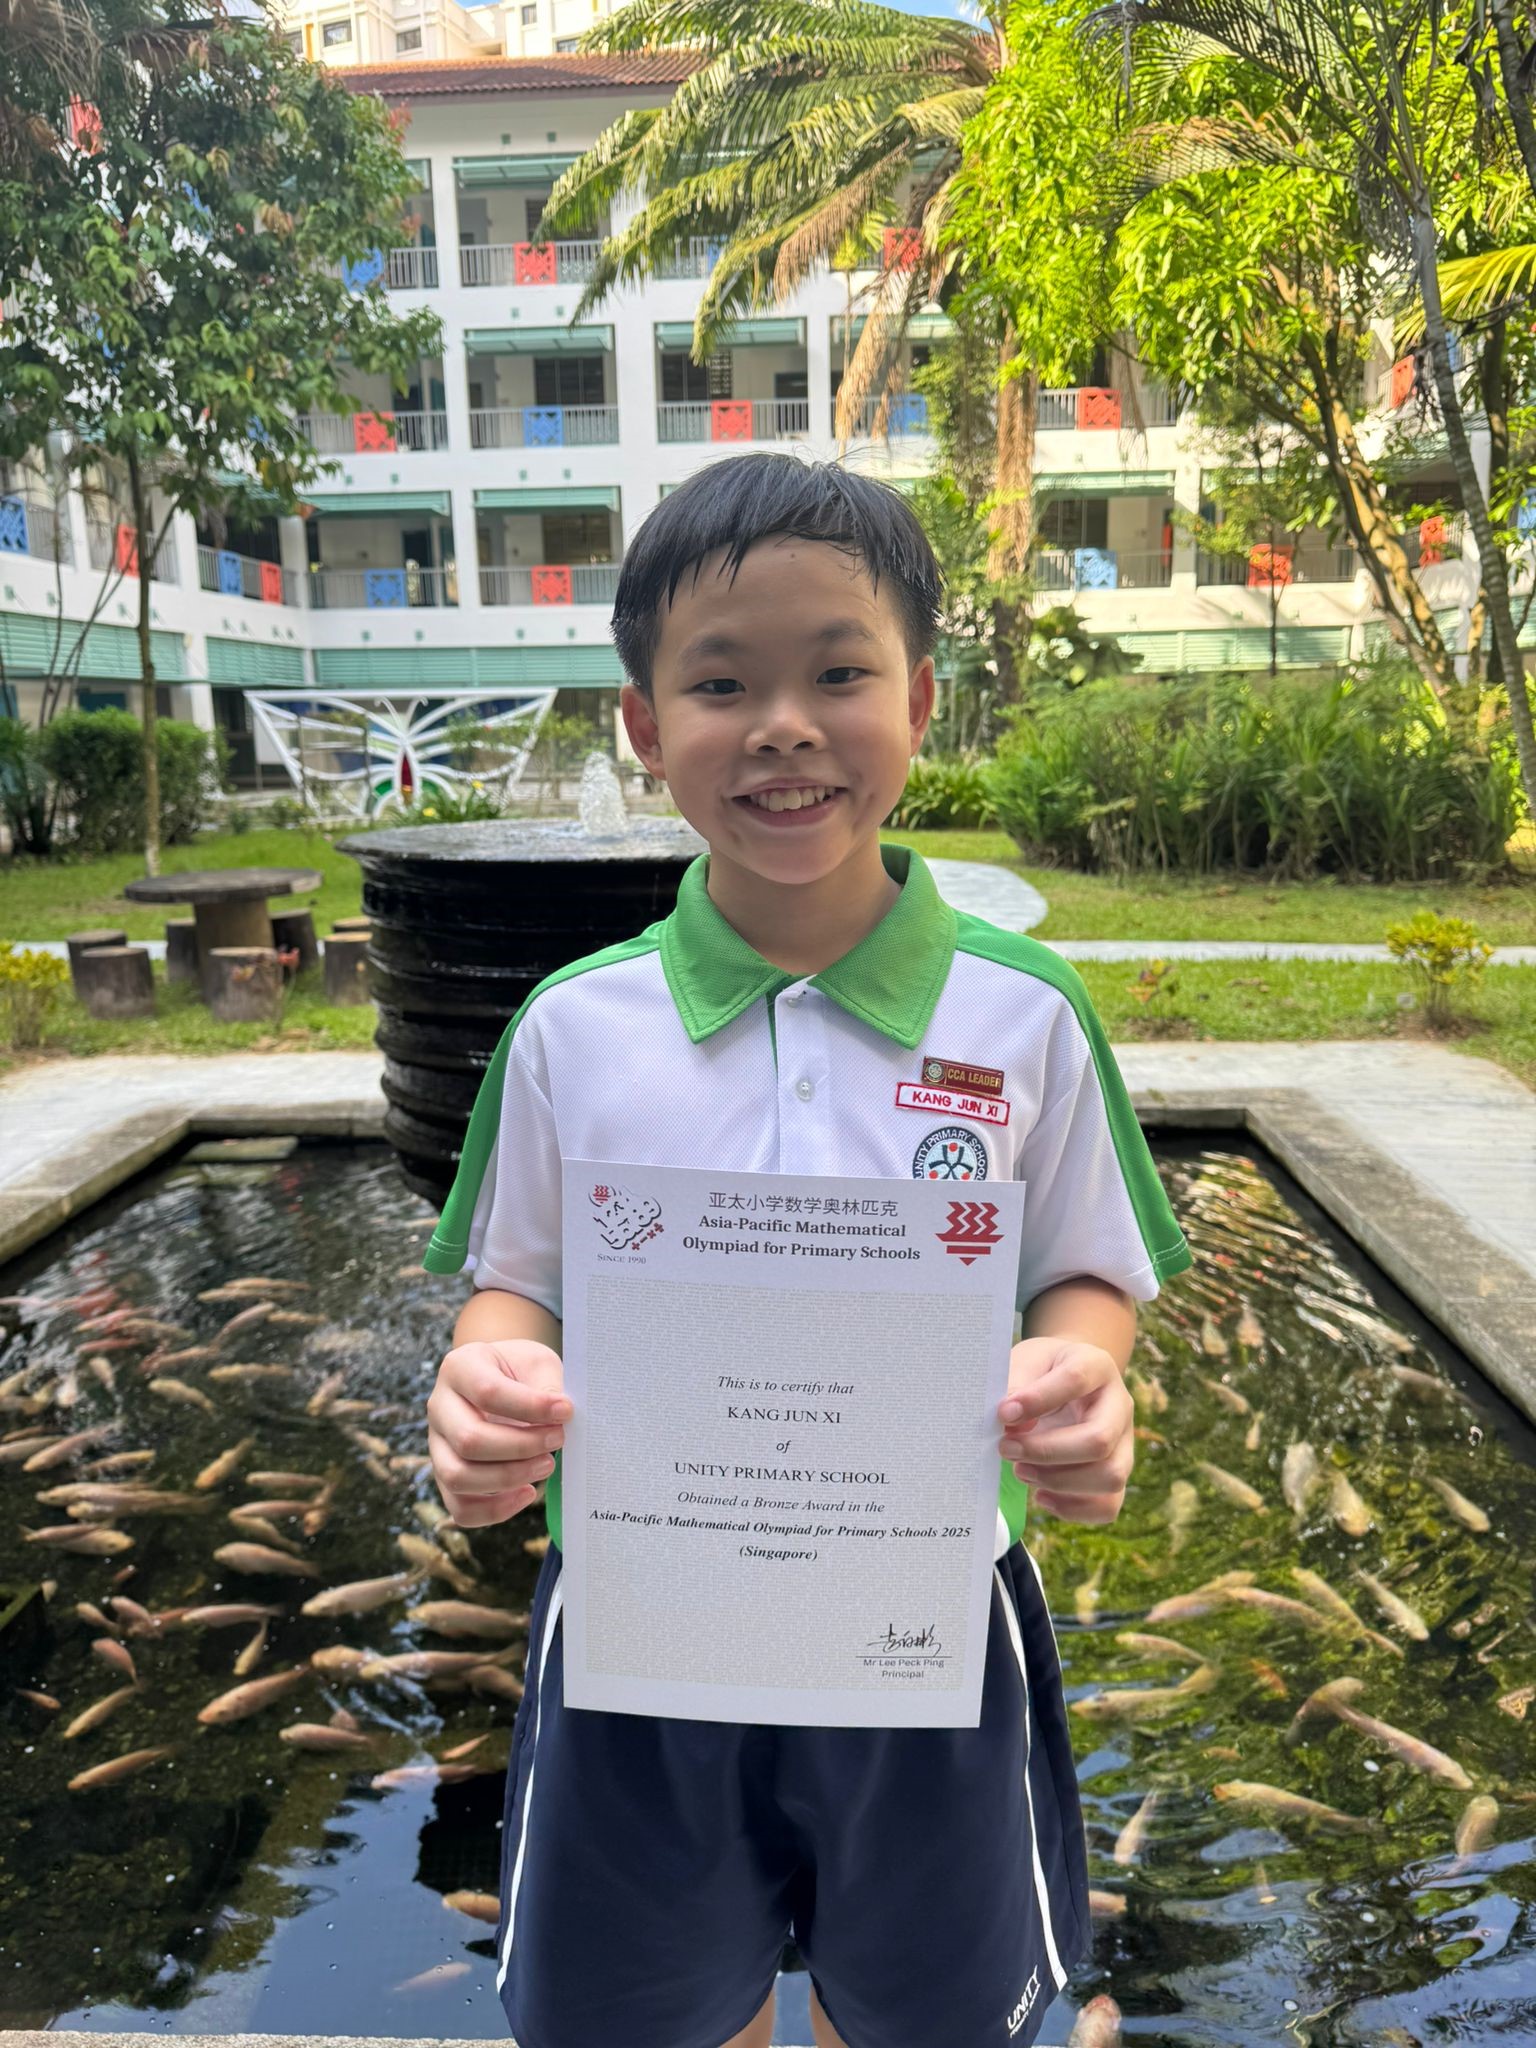 CCA LEADER
KANG JUN XI
UNITY PRIMARY SCHOOL
SINCE 1990
亚太小学数学奥林匹克
Asia-Pacific Mathematical
Olympiad for Primary Schools
This is to certify that
KANG JUN XI
of
UNITY PRIMARY SCHOOL
Obtained a Bronze Award in the
Asia-Pacific Mathematical Olympiad for Primary Schools 2025
(Singapore)
Mr Lee Peck Ping
Principal
UNITY
PRIMARY SCHOOL